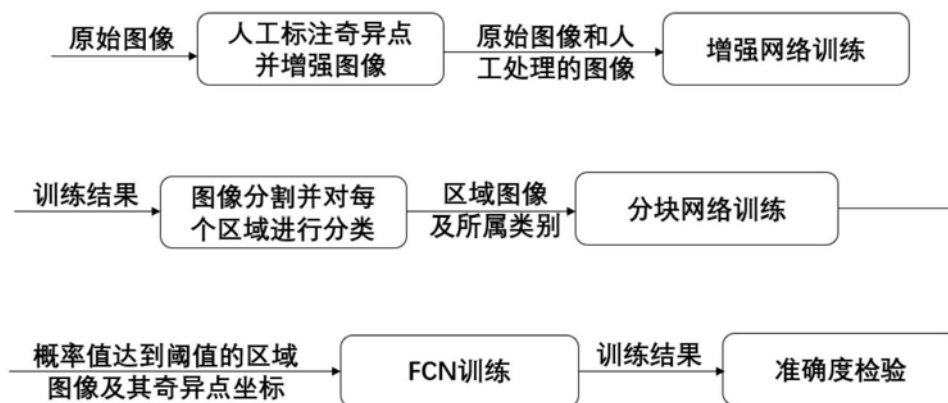 原始图像
人工标注奇异点
并增强图像
原始图像和人
工处理的图像
增强网络训练
训练结果
图像分割并对每
个区域进行分类
区域图像
及所属类别
分块网络训练
概率值达到阈值的区域
图像及其奇异点坐标
FCN训练
训练结果
准确度检验